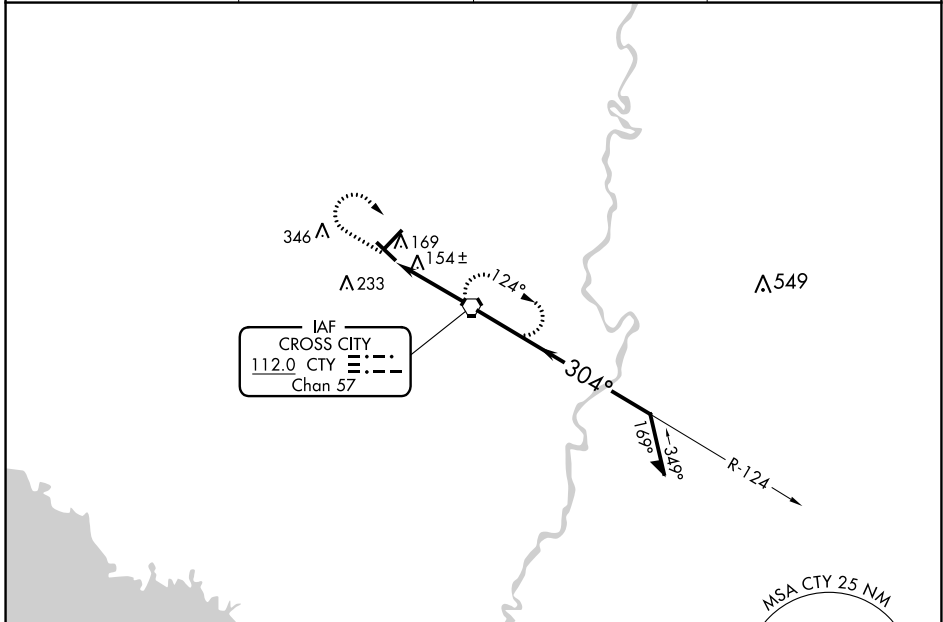 346
169
154 ±
233
124°
549
IAF
CROSS CITY
112.0 CTY
Chan 57
304°
169°
349°
R-124
MSA CTY 25 NM